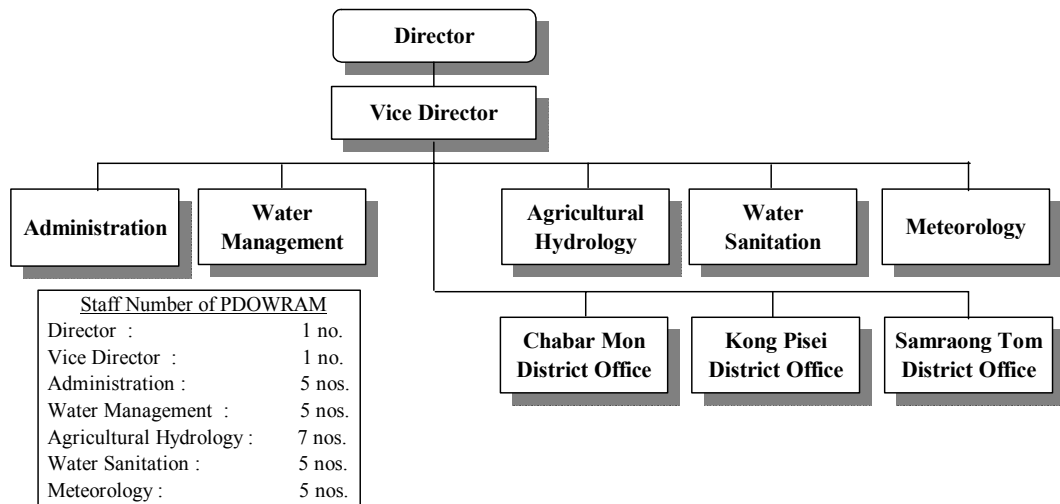 Director
Vice Director
Administration
Water
Management
Agricultural
Hydrology
Water
Sanitation
Meteorology
Chabar Mon
District Office
Kong Pisei
District Office
Samraong Tom
District Office
Staff Number of PDOWRAM
Director : 1 no.
Vice Director : 1 no.
Administration : 5 nos.
Water Management : 5 nos.
Agricultural Hydrology : 7 nos.
Water Sanitation : 5 nos.
Meteorology : 5 nos.